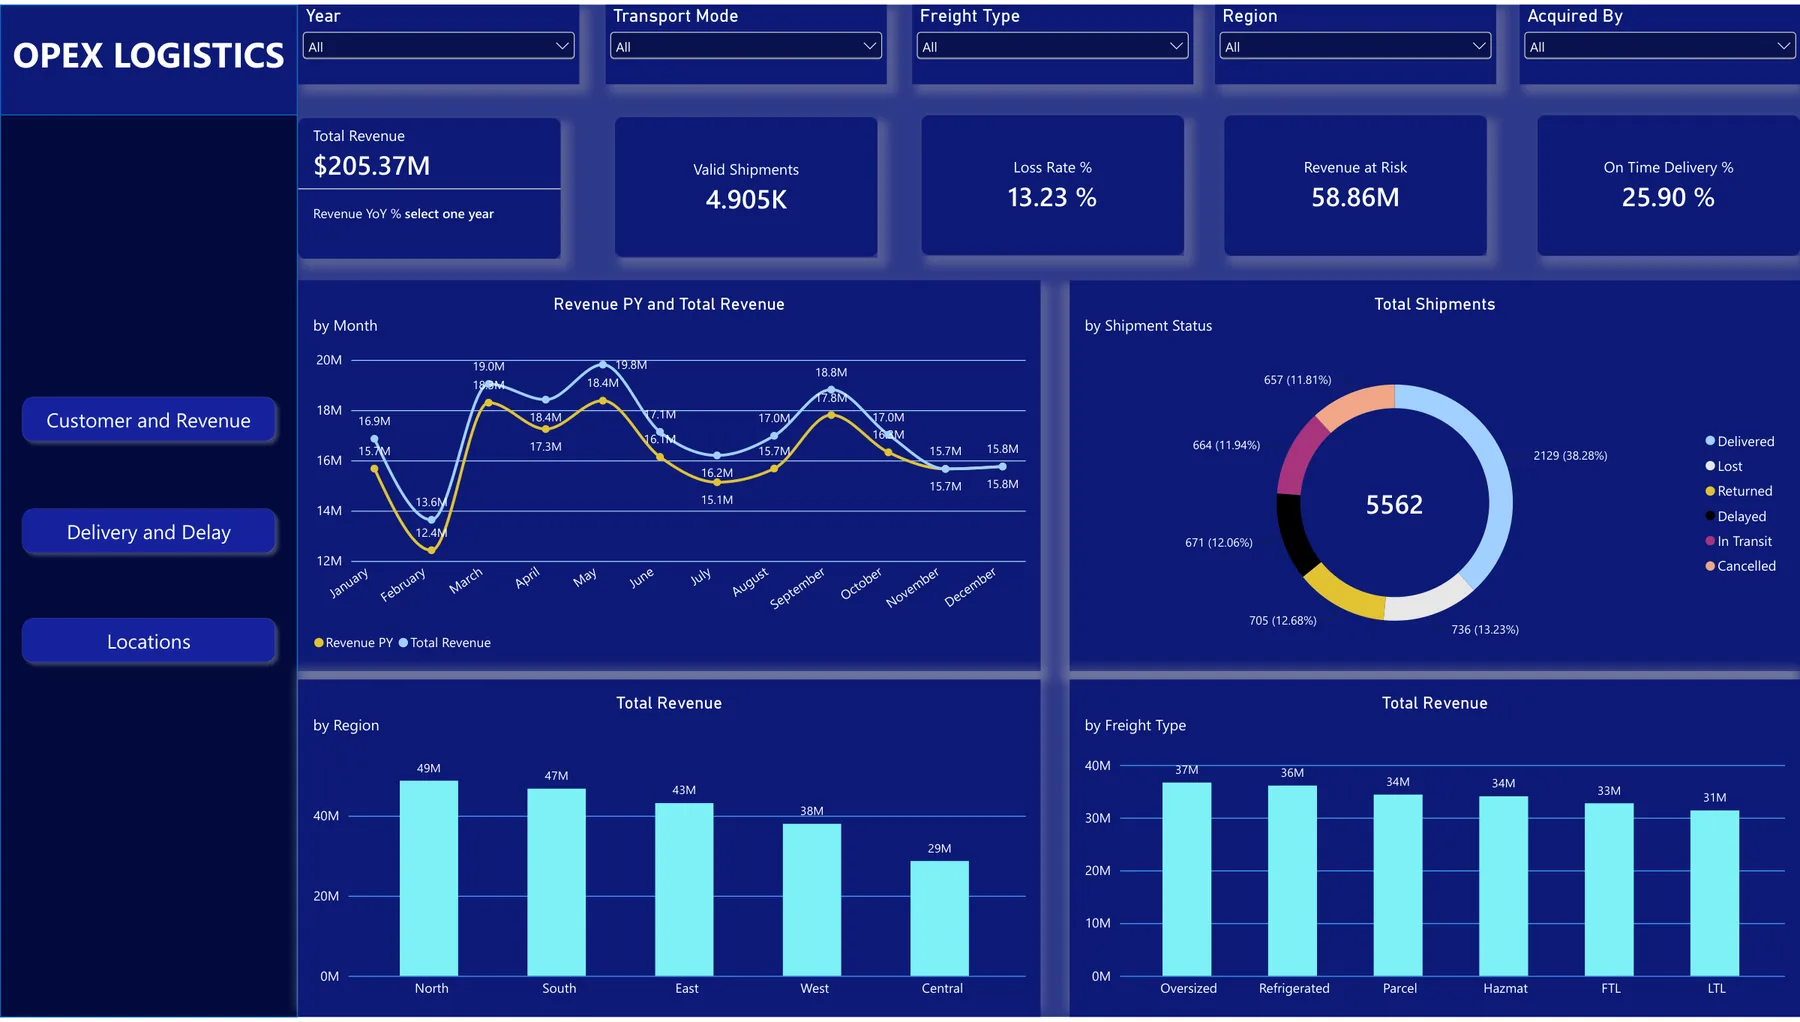 OPEX LOGISTICS
Year
All
Transport Mode
All
Freight Type
All
Region
All
Acquired By
All
Customer and Revenue
Delivery and Delay
Locations
Total Revenue
$205.37M
Revenue YoY % select one year
Valid Shipments
4.905K
Loss Rate %
13.23 %
Revenue at Risk
58.86M
On Time Delivery %
25.90 %
Revenue PY and Total Revenue
by Month
20M
18M
16M
14M
12M
16.9M
15.7M
13.6M
12.4M
19.0M
18.4M
17.3M
19.8M
18.4M
17.1M
16.1M
16.2M
15.1M
17.0M
15.7M
18.8M
17.8M
17.0M
15.7M
15.7M
15.8M
15.8M
January
February
March
April
May
June
July
August
September
October
November
December
Revenue PY
Total Revenue
Total Shipments
by Shipment Status
657 (11.81%)
664 (11.94%)
671 (12.06%)
705 (12.68%)
736 (13.23%)
2129 (38.28%)
5562
Delivered
Lost
Returned
Delayed
In Transit
Cancelled
Total Revenue
by Region
40M
20M
0M
49M
47M
43M
38M
29M
North
South
East
West
Central
Total Revenue
by Freight Type
40M
30M
20M
10M
0M
37M
36M
34M
34M
33M
31M
Oversized
Refrigerated
Parcel
Hazmat
FTL
LTL